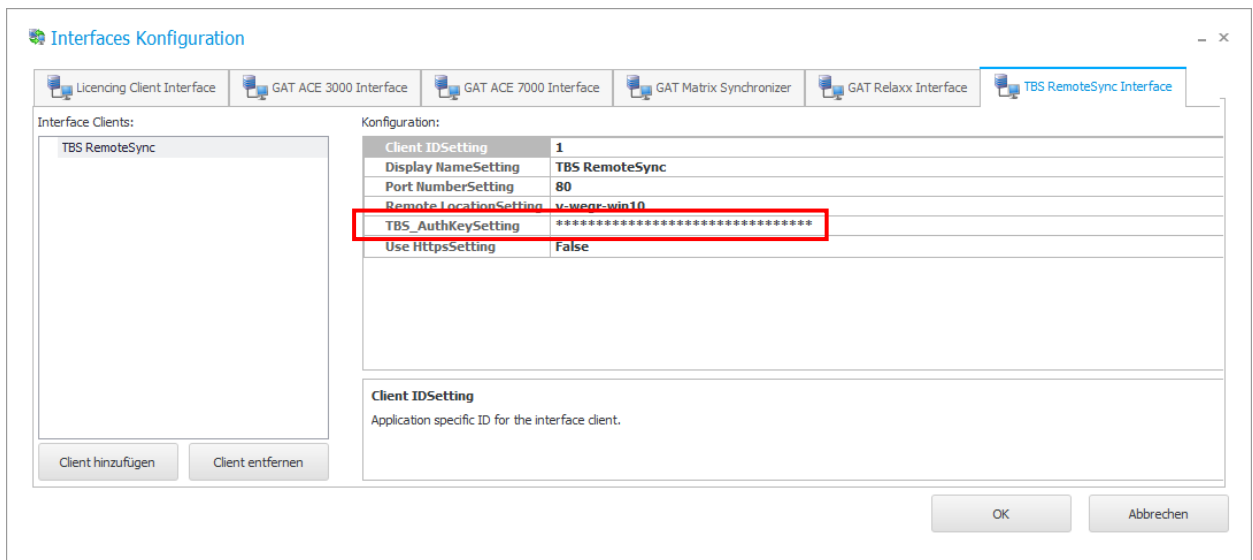 Interfaces Konfiguration
Licencing Client Interface GAT ACE 3000 Interface GAT ACE 7000 Interface GAT Matrix Synchronizer GAT Relaxx Interface TBS RemoteSync Interface
Interface Clients:
TBS RemoteSync
Client hinzufügen Client entfernen
Konfiguration:
Client IDSetting 1
Display NameSetting TBS RemoteSync
Port NumberSetting 80
Remote LocationSetting v-wegr-win10
TBS_AuthKeySetting ********************************
Use HttpsSetting False
Client IDSetting
Application specific ID for the interface client.
OK Abbrechen